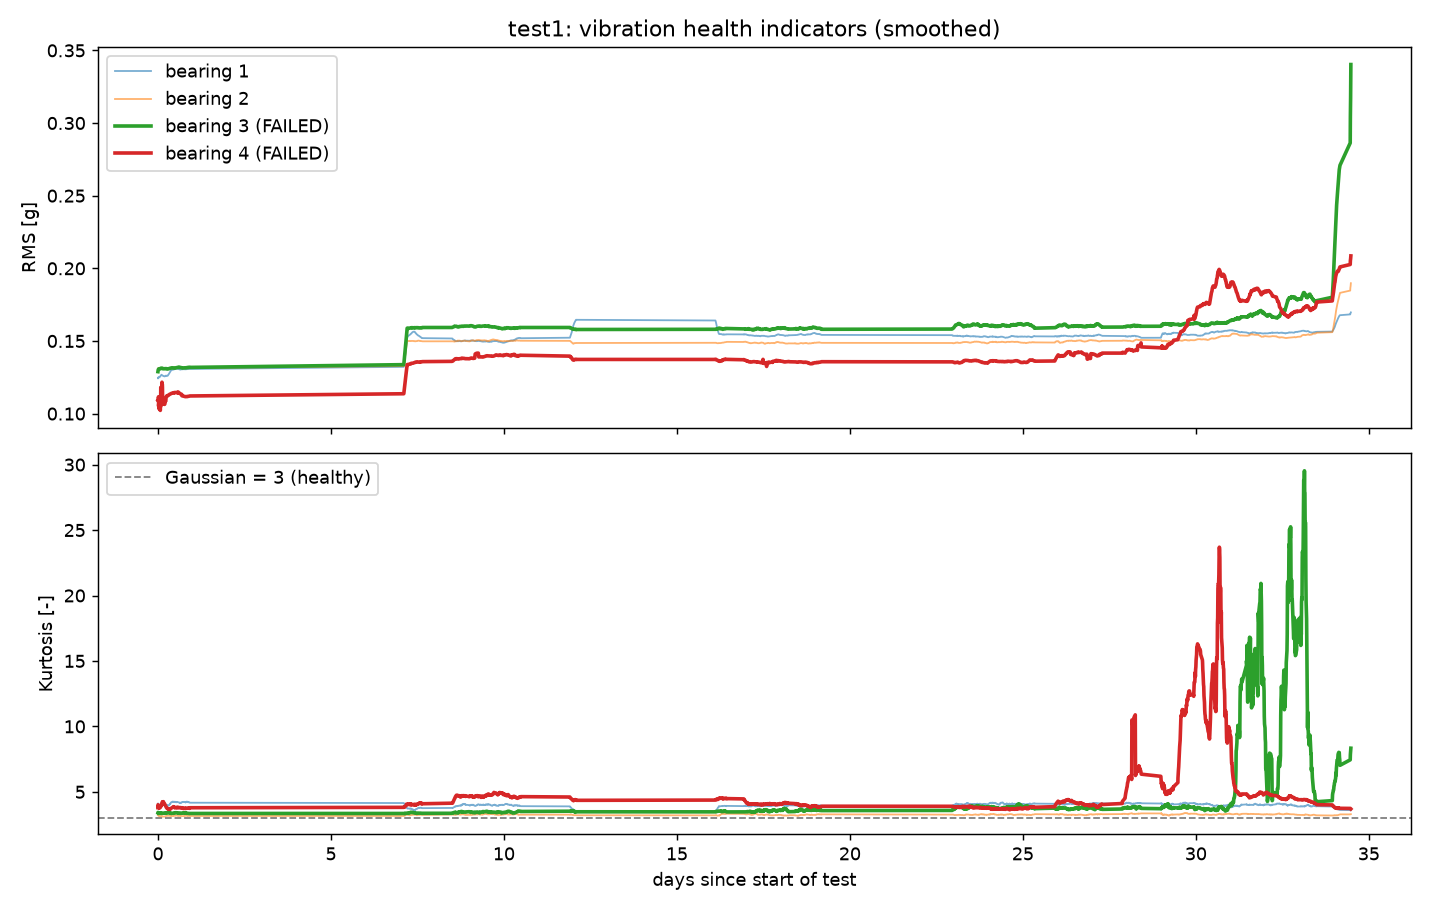 test1: vibration health indicators (smoothed)
0.35
0.30
0.25
0.20
0.15
0.10
RMS [g]
bearing 1
bearing 2
bearing 3 (FAILED)
bearing 4 (FAILED)
30
25
20
15
10
5
Kurtosis [-]
Gaussian = 3 (healthy)
0 5 10 15 20 25 30 35
days since start of test